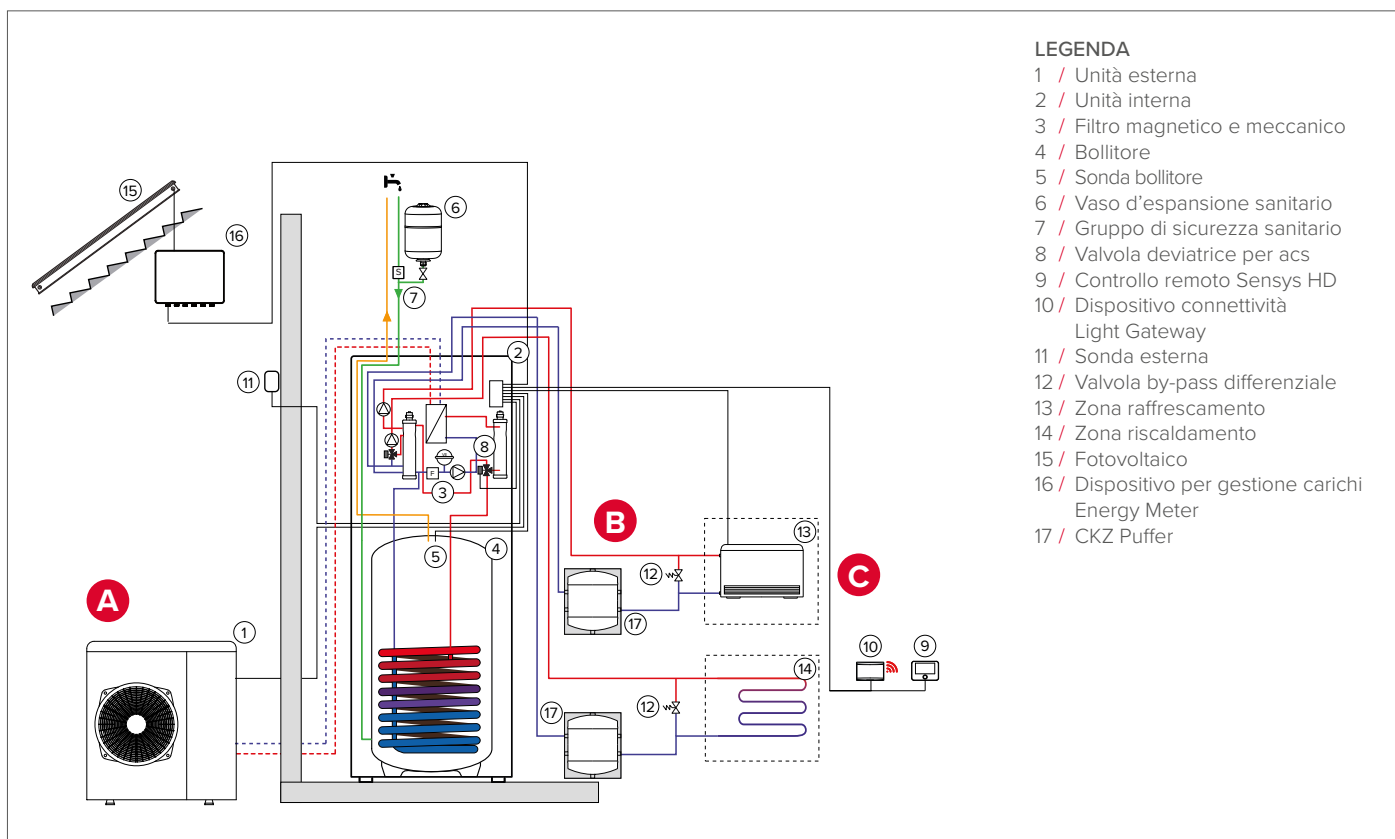 LEGENDA
1 / Unità esterna
2 / Unità interna
3 / Filtro magnetico e meccanico
4 / Bollitore
5 / Sonda bollitore
6 / Vaso d'espansione sanitario
7 / Gruppo di sicurezza sanitario
8 / Valvola deviatrice per acs
9 / Controllo remoto Sensys HD
10 / Dispositivo connettività
Light Gateway
11 / Sonda esterna
12 / Valvola by-pass differenziale
13 / Zona raffrescamento
14 / Zona riscaldamento
15 / Fotovoltaico
16 / Dispositivo per gestione carichi
Energy Meter
17 / CKZ Puffer
15
16
6
S
7
2
11
8
F
3
B
13
5
4
12
C
A
17
1
10
9
14
17
12